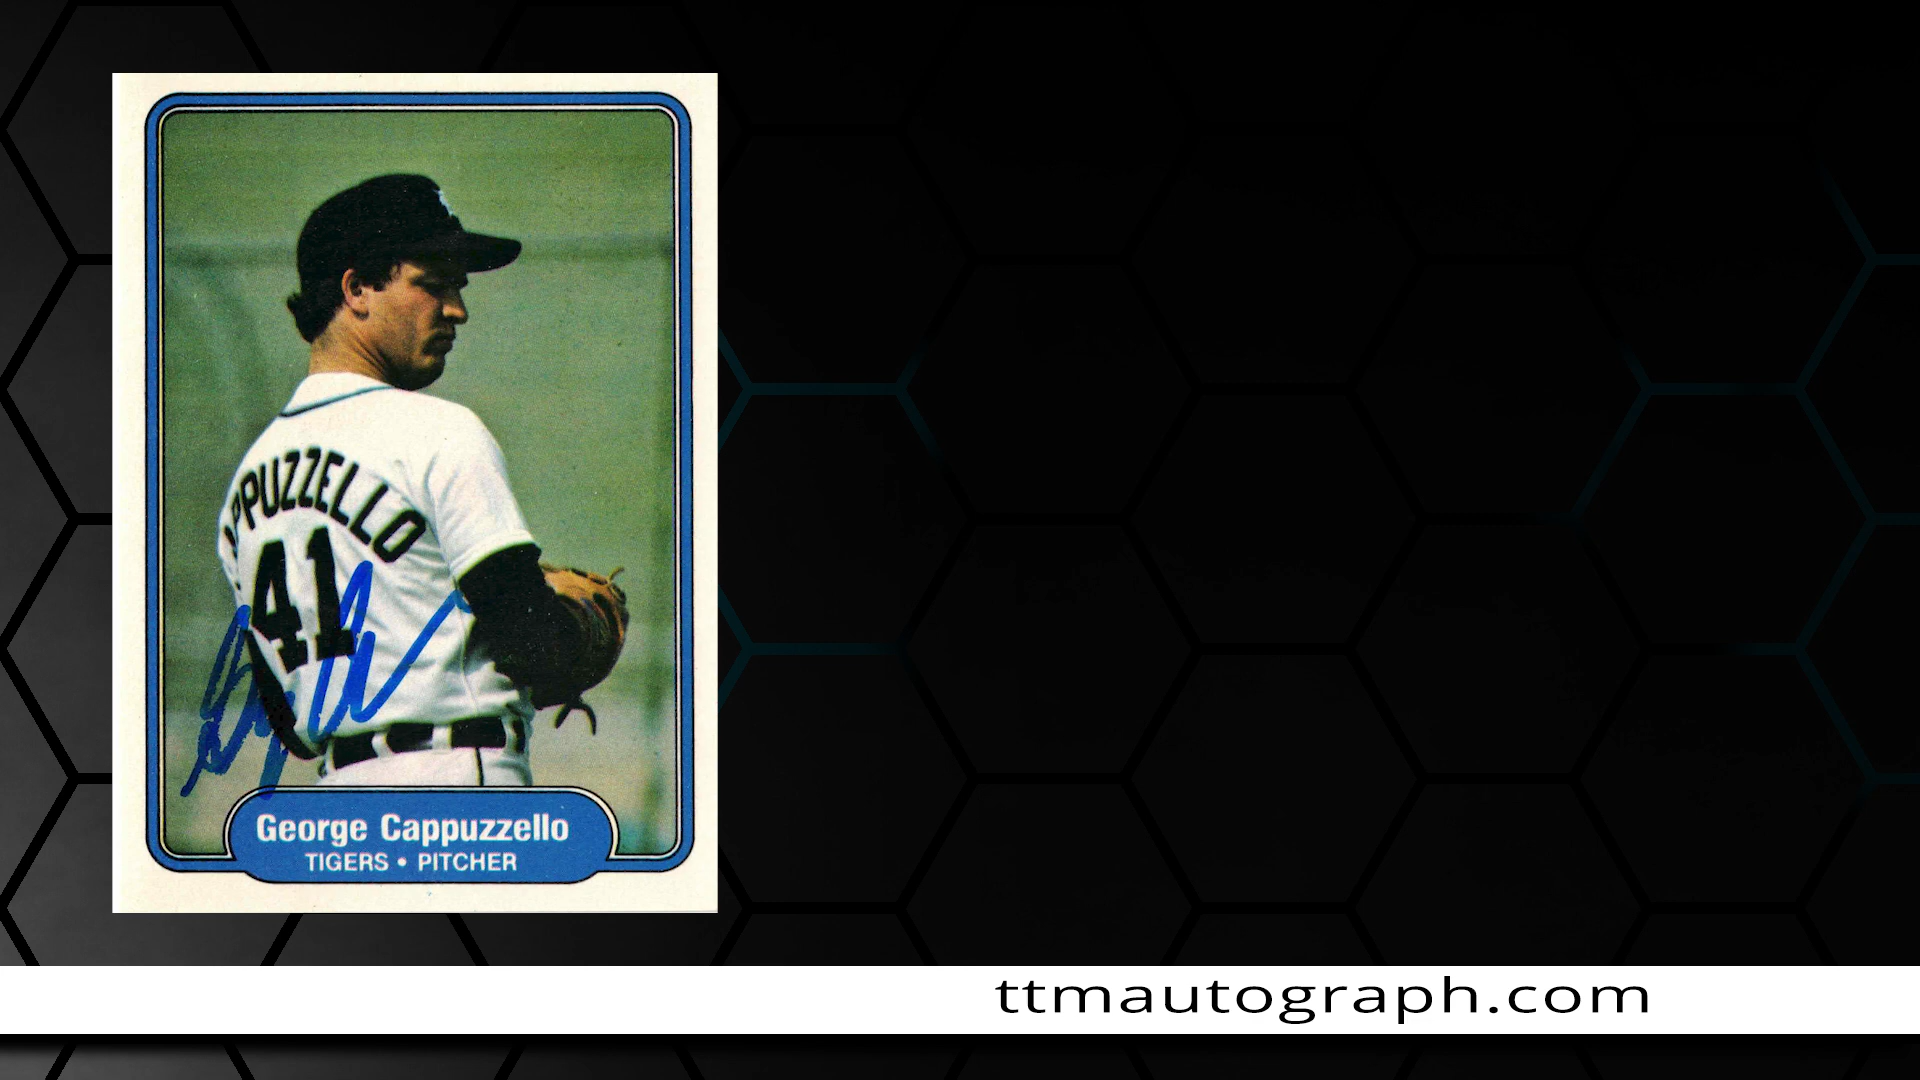 PPUZZELLO
41
George Cappuzzello
TIGERS • PITCHER
ttmautograph.com